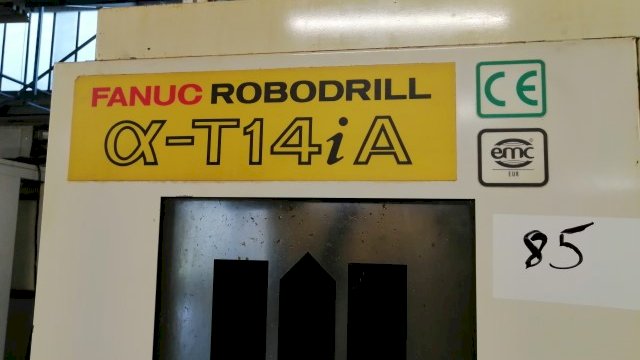 FANUC ROBODRILL
α-T14iA
CE
emc
EUR
85